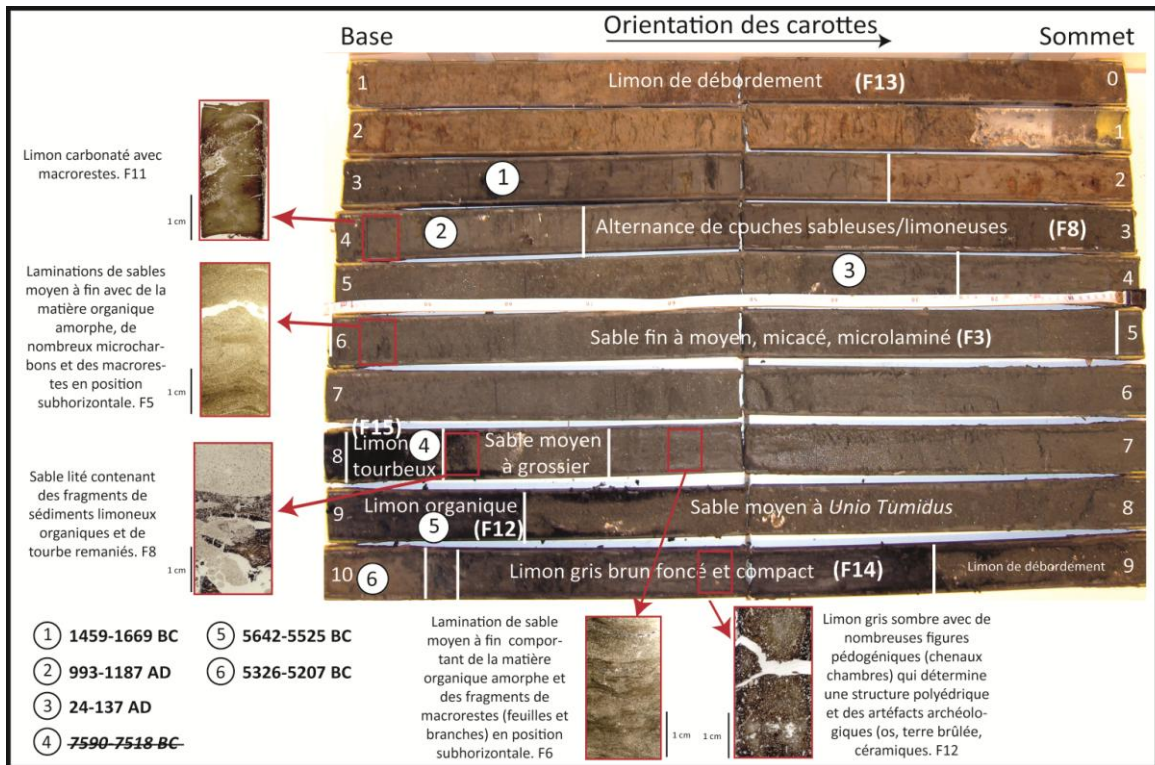 Base
Orientation des carottes
Sommet
1
Limon de débordement (F13)
0
2
1
3
1
2
4
2
Alternance de couches sableuses/limoneuses (F8)
3
5
3
4
6
Sable fin à moyen, micacé, microlaminé (F3)
5
7
6
(F15)
8
Limon
tourbeux
4
Sable moyen
à grossier
7
9
Limon organique
(F12)
5
Sable moyen à Unio Tumidus
8
10
6
Limon gris brun foncé et compact (F14)
Limon de débordement
9
Limon carbonaté avec
macrorestes. F11
1 cm
Laminations de sables
moyen à fin avec de la
matière organique
amorphe, de
nombreux microchar-
bons et des macrores-
tes en position
subhorizontale. F5
1 cm
Sable lité contenant
des fragments de
sédiments limoneux
organiques et de
tourbe remaniés. F8
1 cm
1 1459-1669 BC
2 993-1187 AD
3 24-137 AD
4 7590-7518 BC
5 5642-5525 BC
6 5326-5207 BC
Lamination de sable
moyen à fin compor-
tant de la matière
organique amorphe et
des fragments de
macrorestes (feuilles et
branches) en position
subhorizontale. F6
1 cm
1 cm
Limon gris sombre avec de
nombreuses figures
pédogéniques (chenaux
chambres) qui détermine
une structure polyédrique
et des artéfacts archéolo-
giques (os, terre brûlée,
céramiques. F12